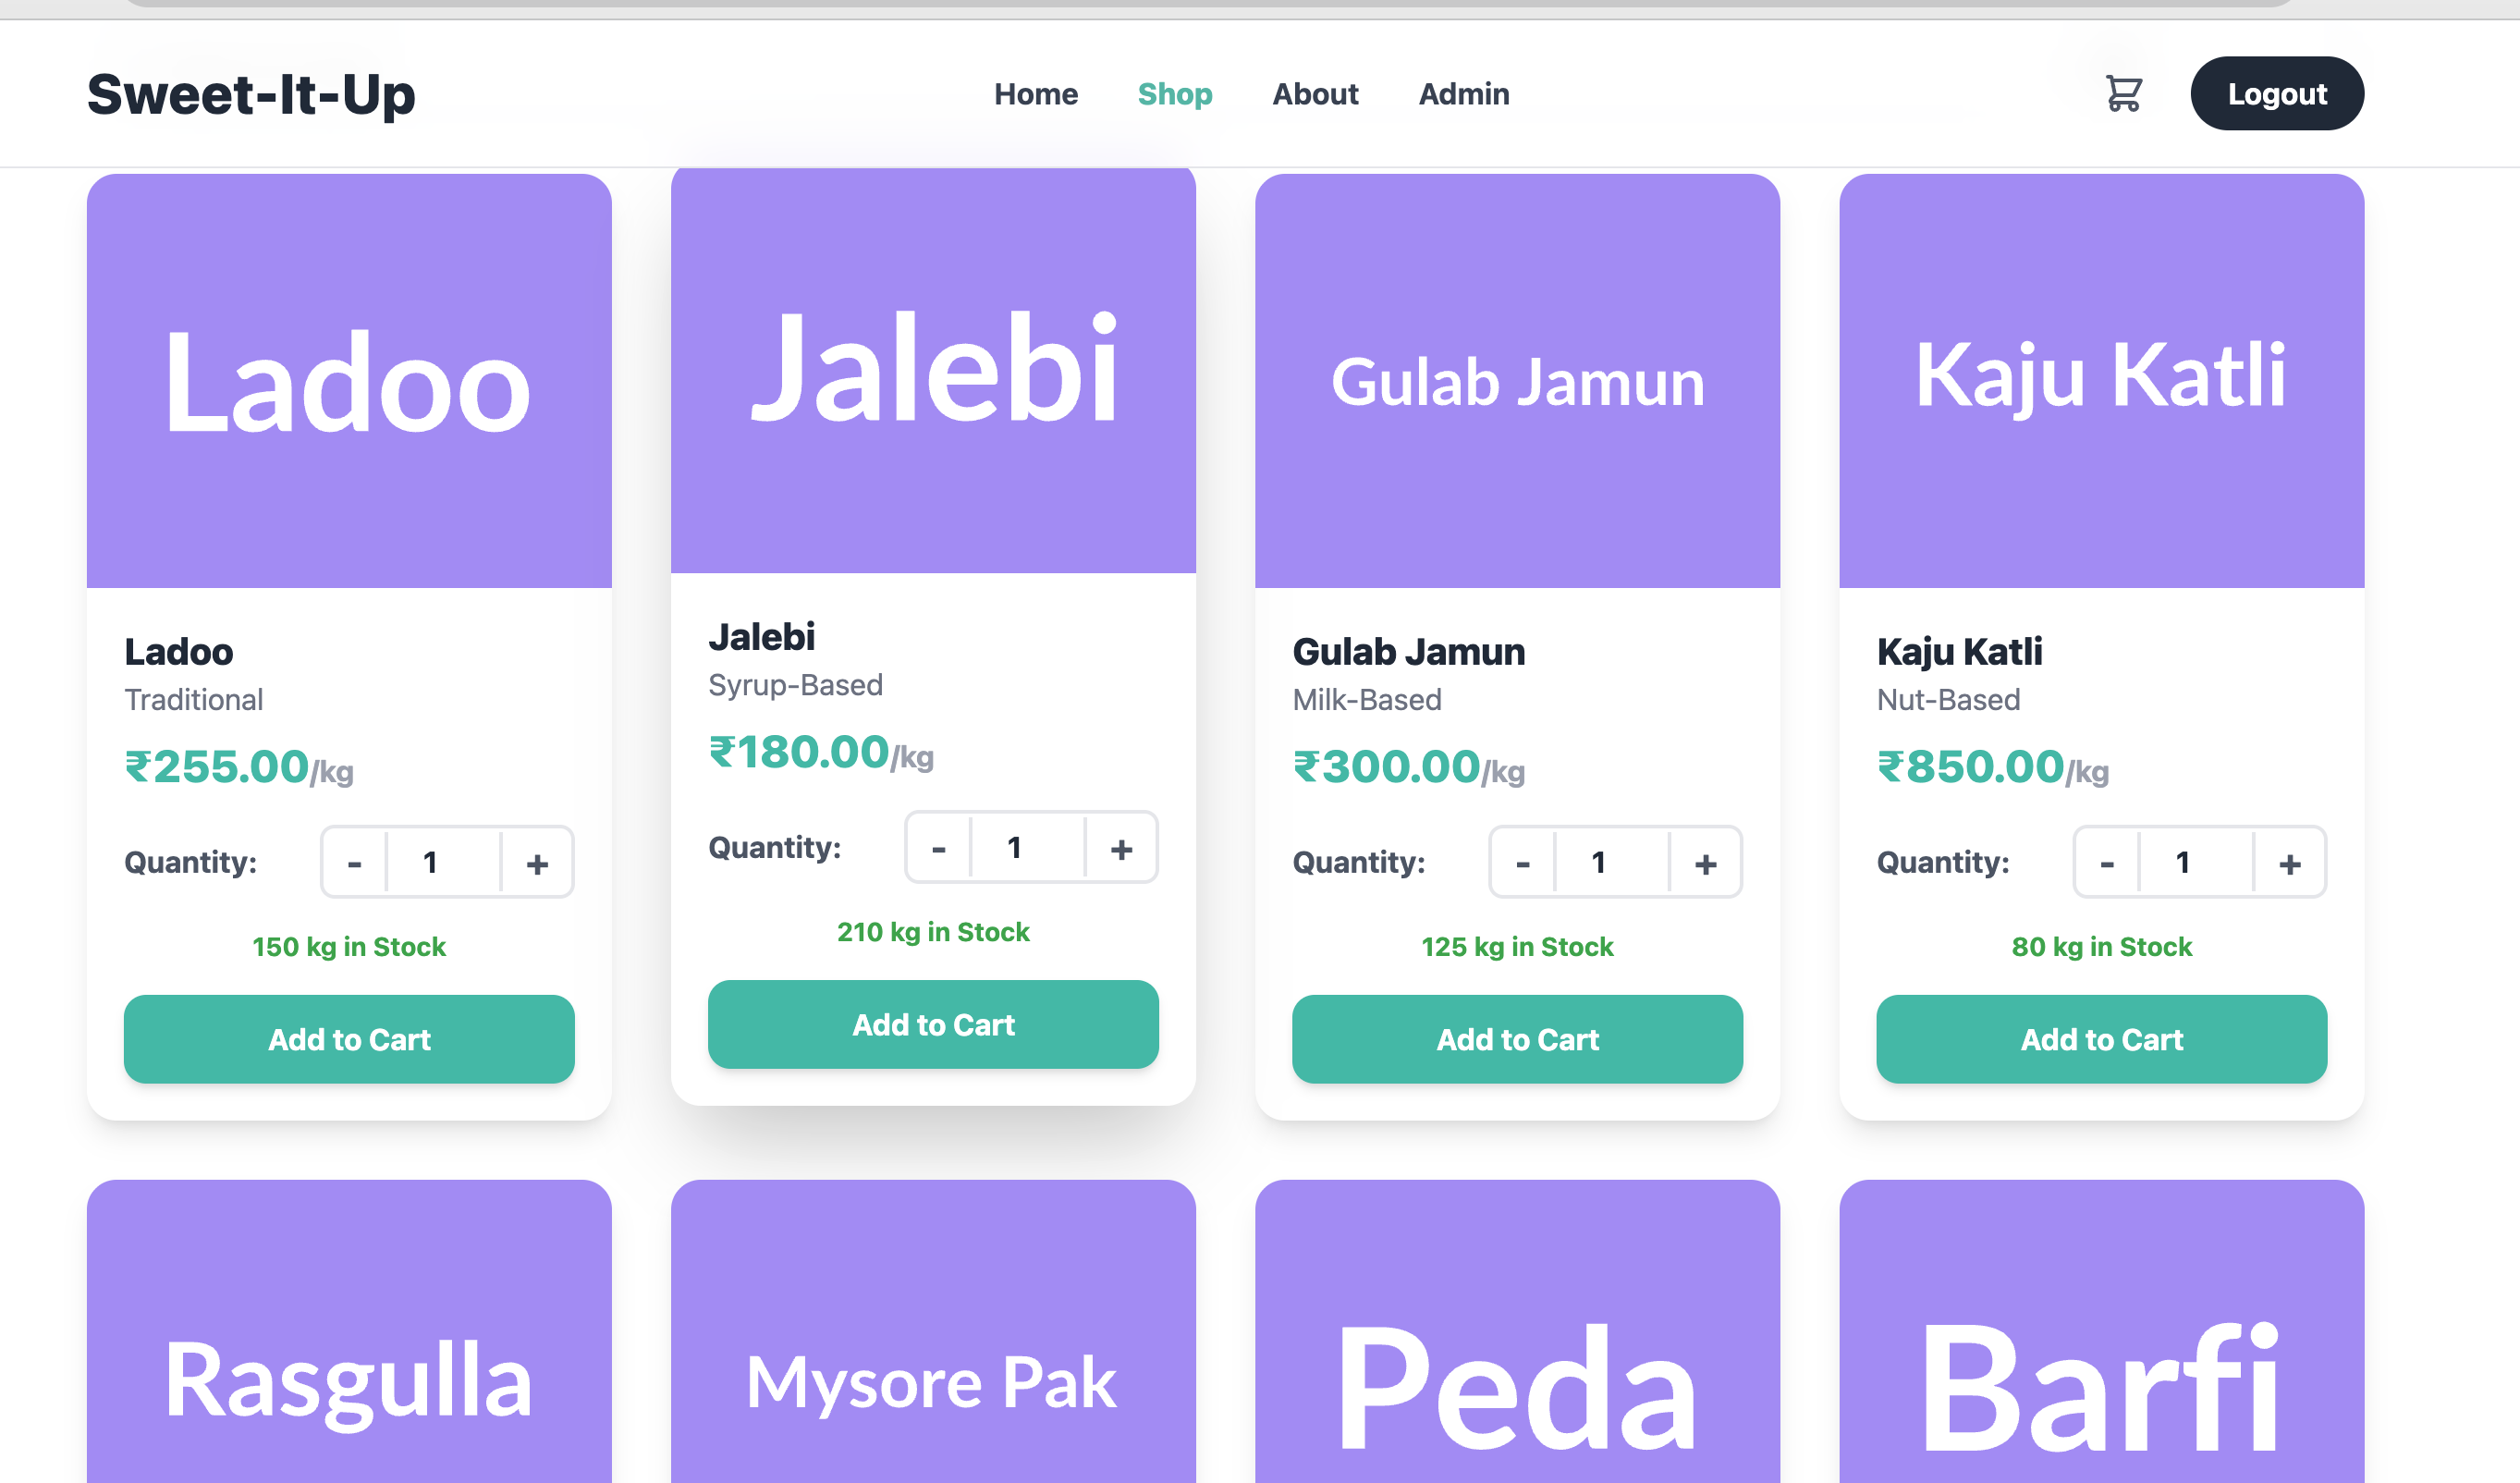 Sweet-It-Up
Home Shop About Admin
Logout
Ladoo
Jalebi
Gulab Jamun
Kaju Katli
Ladoo
Traditional
₹255.00/kg
Quantity: - 1 +
150 kg in Stock
Add to Cart
Jalebi
Syrup-Based
₹180.00/kg
Quantity: - 1 +
210 kg in Stock
Add to Cart
Gulab Jamun
Milk-Based
₹300.00/kg
Quantity: - 1 +
125 kg in Stock
Add to Cart
Kaju Katli
Nut-Based
₹850.00/kg
Quantity: - 1 +
80 kg in Stock
Add to Cart
Rasgulla
Mysore Pak
Peda
Barfi